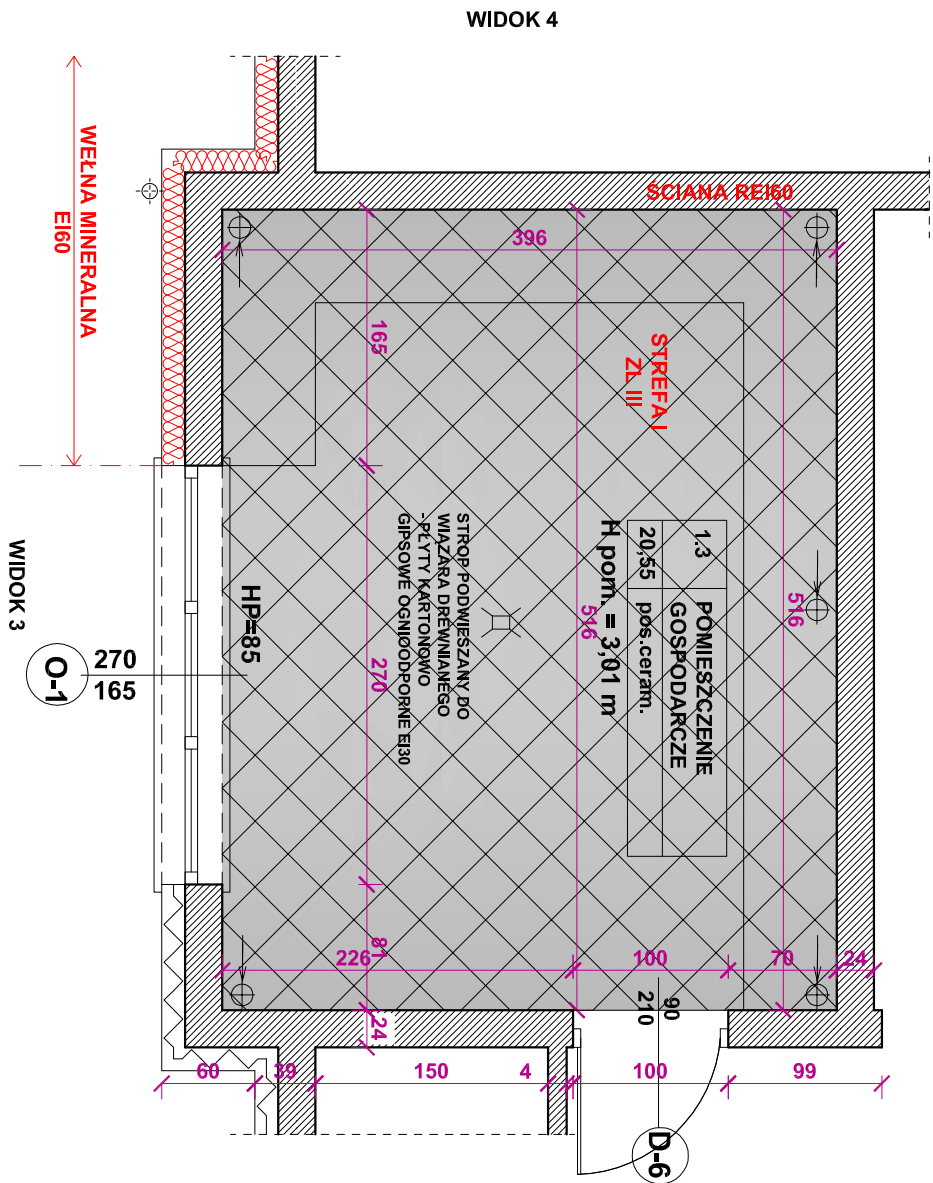 WIDOK 4
WEŁNA MINERALNA
EI60
ŚCIANA REI60
396
165
STREFA I
ZL III
516
516
1.3
POMIESZCZENIE
GOSPODARCZE
20,55
pos.ceram.
H pom. = 3,01 m
STROP PODWIESZANY DO
WIĄZARA DREWNIANEGO
- PŁYTY KARTONOWO
GIPSOWE OGNIOODPORNE EI30
HP=85
WIDOK 3
O-1
270
165
270
81
226
100
70
24
24
90
210
60
39
150
4
100
99
D-6